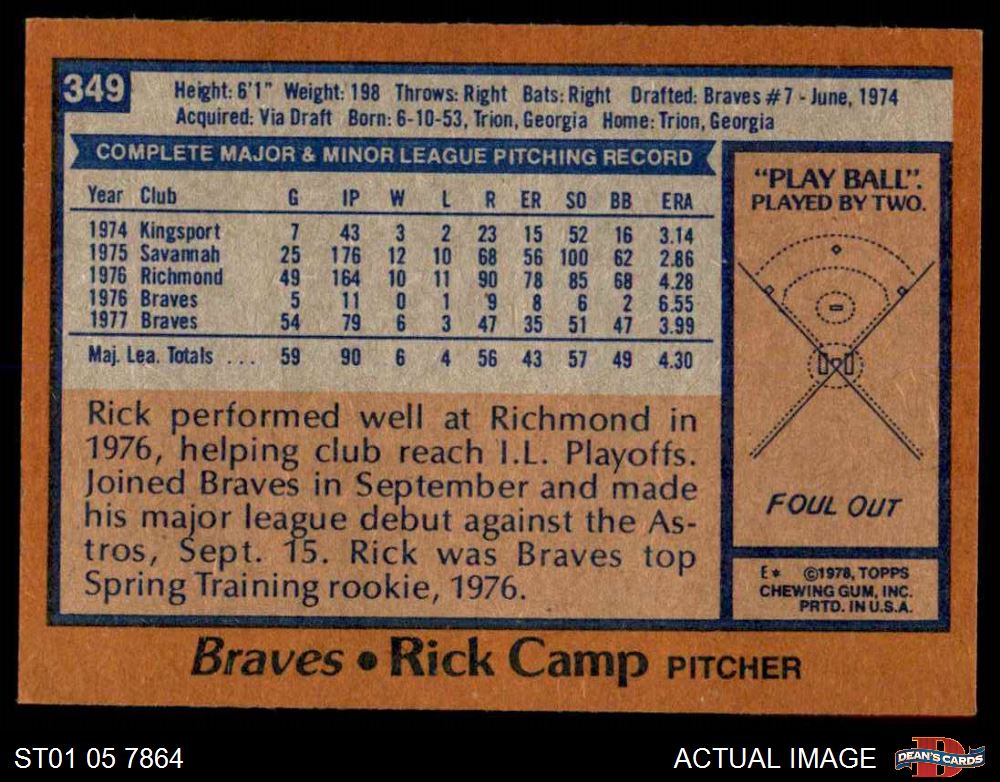 349
Height: 6'1" Weight: 198 Throws: Right Bats: Right Drafted: Braves #7 - June, 1974
Acquired: Via Draft Born: 6-10-53, Trion, Georgia Home: Trion, Georgia
COMPLETE MAJOR & MINOR LEAGUE PITCHING RECORD
Year Club G IP W L R ER SO BB ERA
1974 Kingsport 7 43 3 2 23 15 52 16 3.14
1975 Savannah 25 176 12 10 68 56 100 62 2.86
1976 Richmond 49 164 10 11 90 78 85 68 4.28
1976 Braves 5 11 0 1 9 8 6 2 6.55
1977 Braves 54 79 6 3 47 35 51 47 3.99
Maj. Lea. Totals ... 59 90 6 4 56 43 57 49 4.30
Rick performed well at Richmond in
1976, helping club reach I.L. Playoffs.
Joined Braves in September and made
his major league debut against the As-
tros, Sept. 15. Rick was Braves top
Spring Training rookie, 1976.
"PLAY BALL".
PLAYED BY TWO.
FOUL OUT
E* ©1978, TOPPS
CHEWING GUM, INC.
PRTD. IN U.S.A.
Braves • Rick Camp PITCHER
ST01 05 7864
ACTUAL IMAGE
D
DEAN'S CARDS